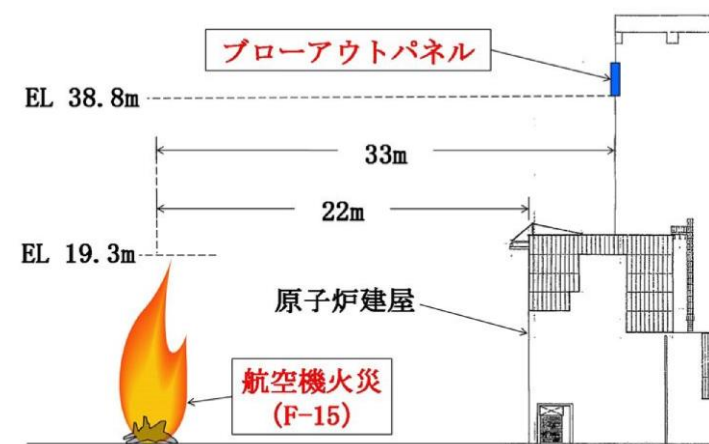 ブローアウトパネル
EL 38.8m
33m
22m
EL 19.3m
原子炉建屋
航空機火災
(F-15)